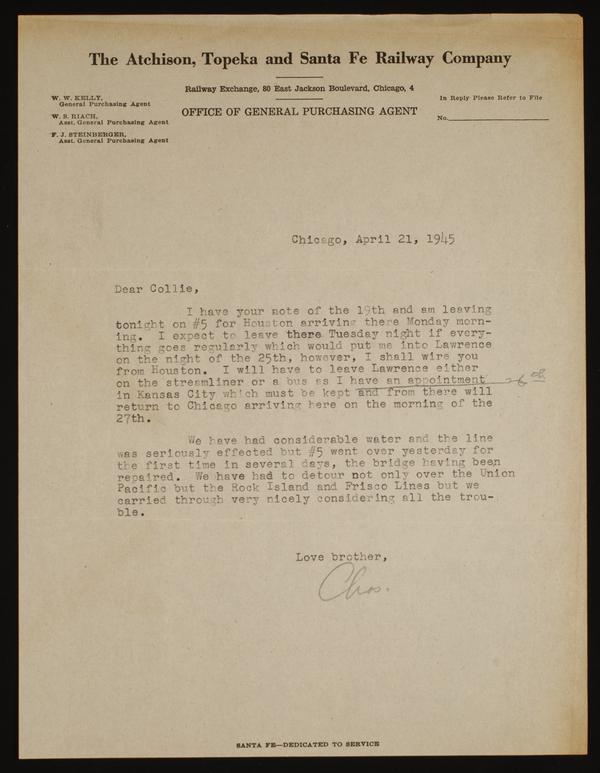 The Atchison, Topeka and Santa Fe Railway Company
Railway Exchange, 80 East Jackson Boulevard, Chicago, 4
OFFICE OF GENERAL PURCHASING AGENT
W. W. KELLY,
General Purchasing Agent
W. S. RIACH,
Asst. General Purchasing Agent
F. J. STEINBERGER,
Asst. General Purchasing Agent
In Reply Please Refer to File
No.
Chicago, April 21, 1945
Dear Collie,
I have your note of the 19th and am leaving
tonight on #5 for Houston arriving there Monday morn-
ing. I expect to leave there Tuesday night if every-
thing goes regularly which would put me into Lawrence
on the night of the 25th, however, I shall wire you
from Houston. I will have to leave Lawrence either
on the streamliner or a bus as I have an appointment
in Kansas City which must be kept and from there will
return to Chicago arriving here on the morning of the
27th.
We have had considerable water and the line
was seriously effected but #5 went over yesterday for
the first time in several days, the bridge having been
repaired. We have had to detour not only over the Union
Pacific but the Rock Island and Frisco Lines but we
carried through very nicely considering all the trou-
ble.
Love brother,
Chas.
SANTA FE—DEDICATED TO SERVICE